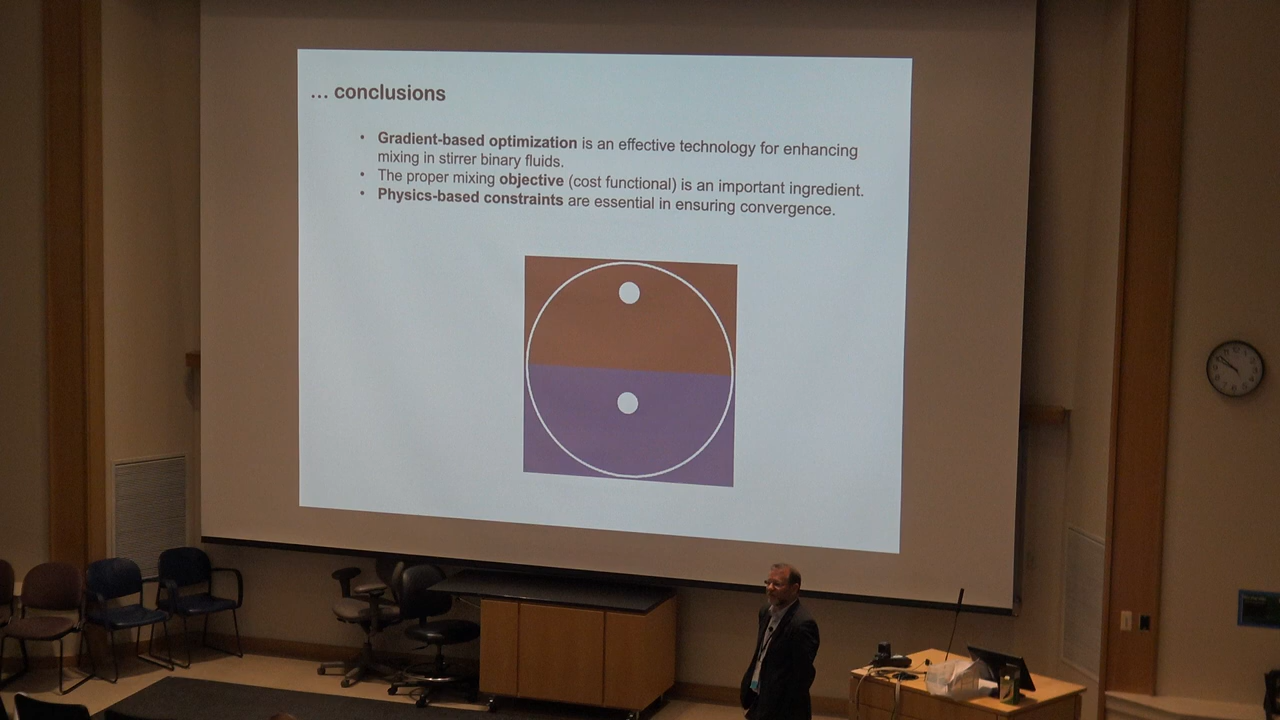 ... conclusions
• Gradient-based optimization is an effective technology for enhancing
mixing in stirrer binary fluids.
• The proper mixing objective (cost functional) is an important ingredient.
• Physics-based constraints are essential in ensuring convergence.